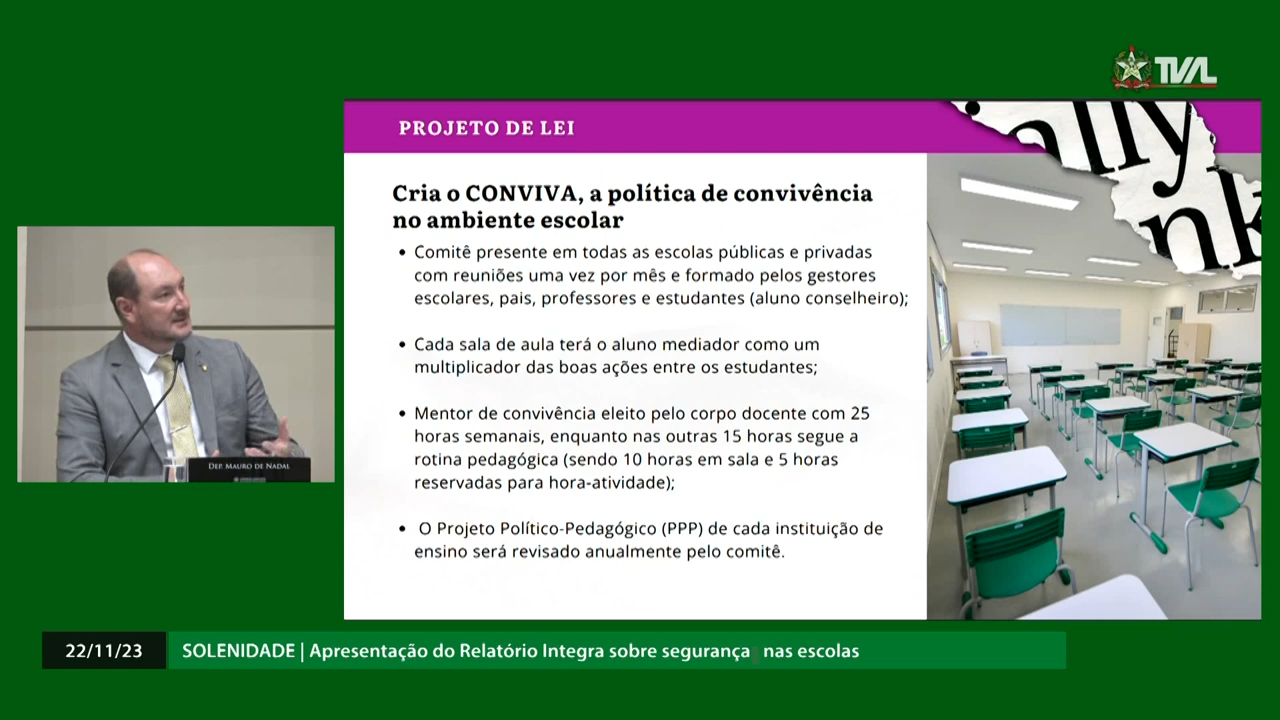 TVAL
PROJETO DE LEI
ally
nk
Cria o CONVIVA, a política de convivência
no ambiente escolar
• Comitê presente em todas as escolas públicas e privadas
com reuniões uma vez por mês e formado pelos gestores
escolares, pais, professores e estudantes (aluno conselheiro);
• Cada sala de aula terá o aluno mediador como um
multiplicador das boas ações entre os estudantes;
• Mentor de convivência eleito pelo corpo docente com 25
horas semanais, enquanto nas outras 15 horas segue a
rotina pedagógica (sendo 10 horas em sala e 5 horas
reservadas para hora-atividade);
• O Projeto Político-Pedagógico (PPP) de cada instituição de
ensino será revisado anualmente pelo comitê.
DEP. MAURO DE NADAL
22/11/23
SOLENIDADE | Apresentação do Relatório Integra sobre segurança nas escolas